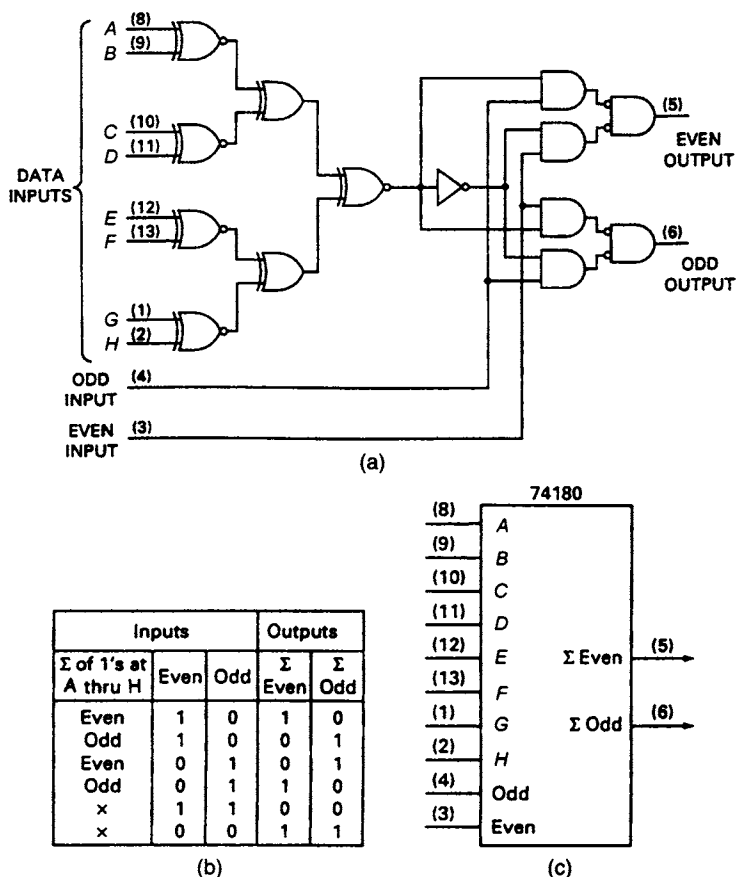 A (8)
B (9)
C (10)
D (11)
DATA
INPUTS
E (12)
F (13)
G (1)
H (2)
ODD
INPUT
(4)
EVEN
INPUT
(3)
(5)
EVEN
OUTPUT
(6)
ODD
OUTPUT
(a)
Inputs Outputs
Σ of 1's at
A thru H
Even Odd Σ
Even
Σ
Odd
Even 1 0 1 0
Odd 1 0 0 1
Even 0 1 0 1
Odd 0 1 1 0
× 1 1 0 0
× 0 0 1 1
(b)
74180
(8) A
(9) B
(10) C
(11) D
(12) E
(13) F
(1) G
(2) H
(4) Odd
(3) Even
Σ Even (5)
Σ Odd (6)
(c)